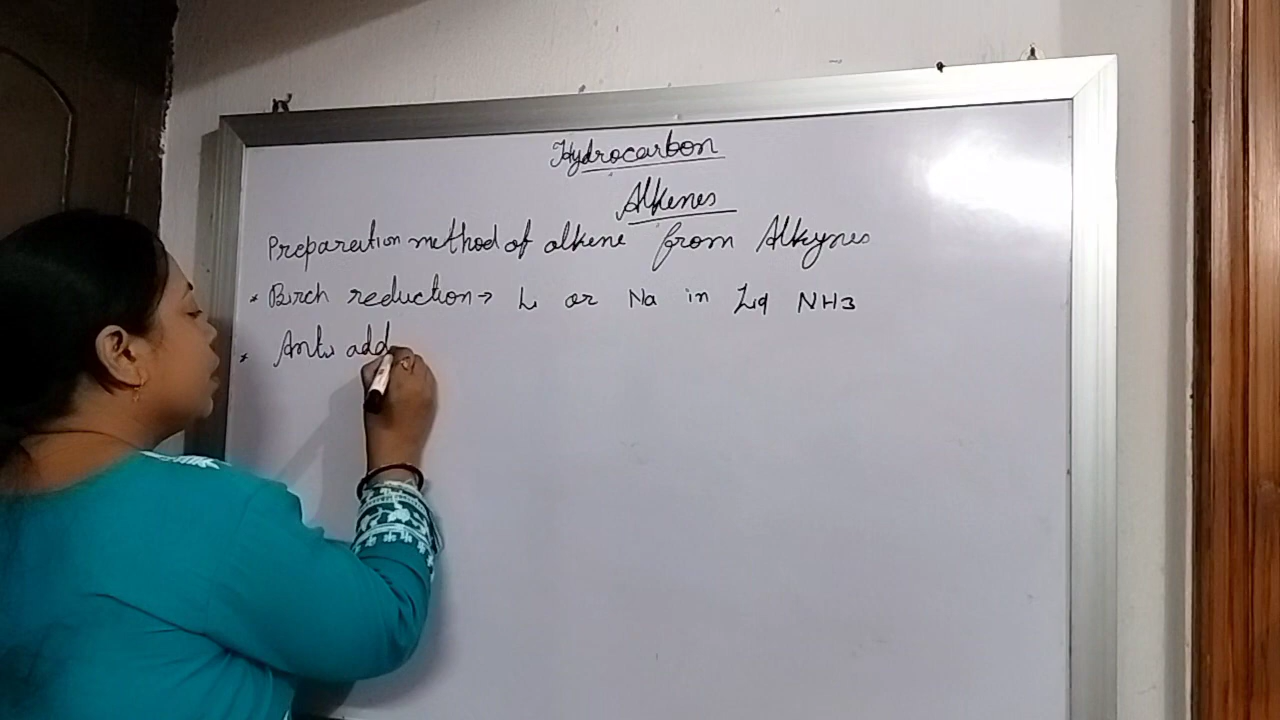 Hydrocarbon
Alkenes
Preparation method of alkene from Alkynes
* Birch reduction → Li or Na in Liq NH3
* Anti add